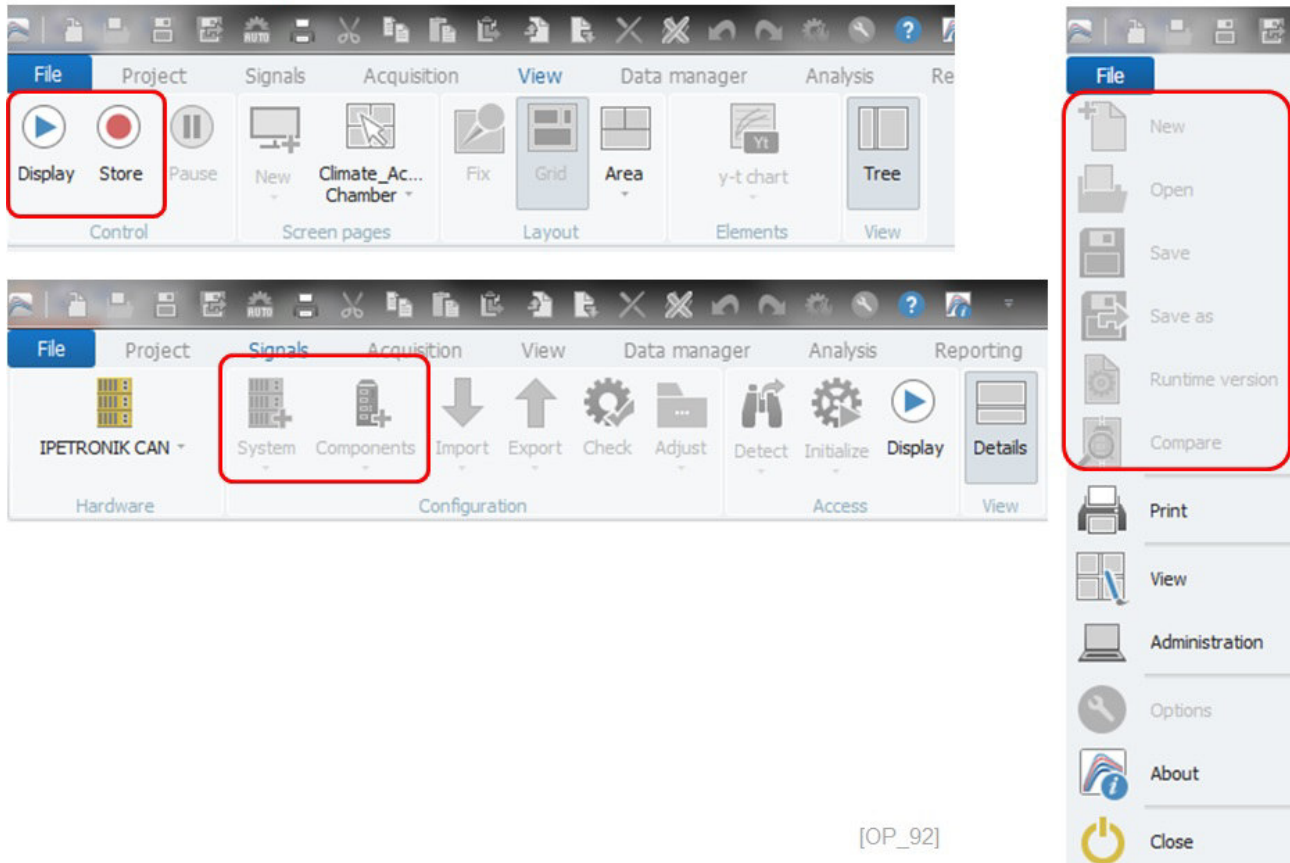 AUTO
File Project Signals Acquisition View Data manager Analysis Re
Display Store Pause New Climate_Ac... Chamber Fix Grid Area Yt y-t chart Tree
Control Screen pages Layout Elements View
AUTO
File Project Signals Acquisition View Data manager Analysis Reporting
IPETRONIK CAN System Components Import Export Check Adjust Detect Initialize Display Details
Hardware Configuration Access View
[OP_92]
File
New
Open
Save
Save as
Runtime version
Compare
Print
View
Administration
Options
About
Close